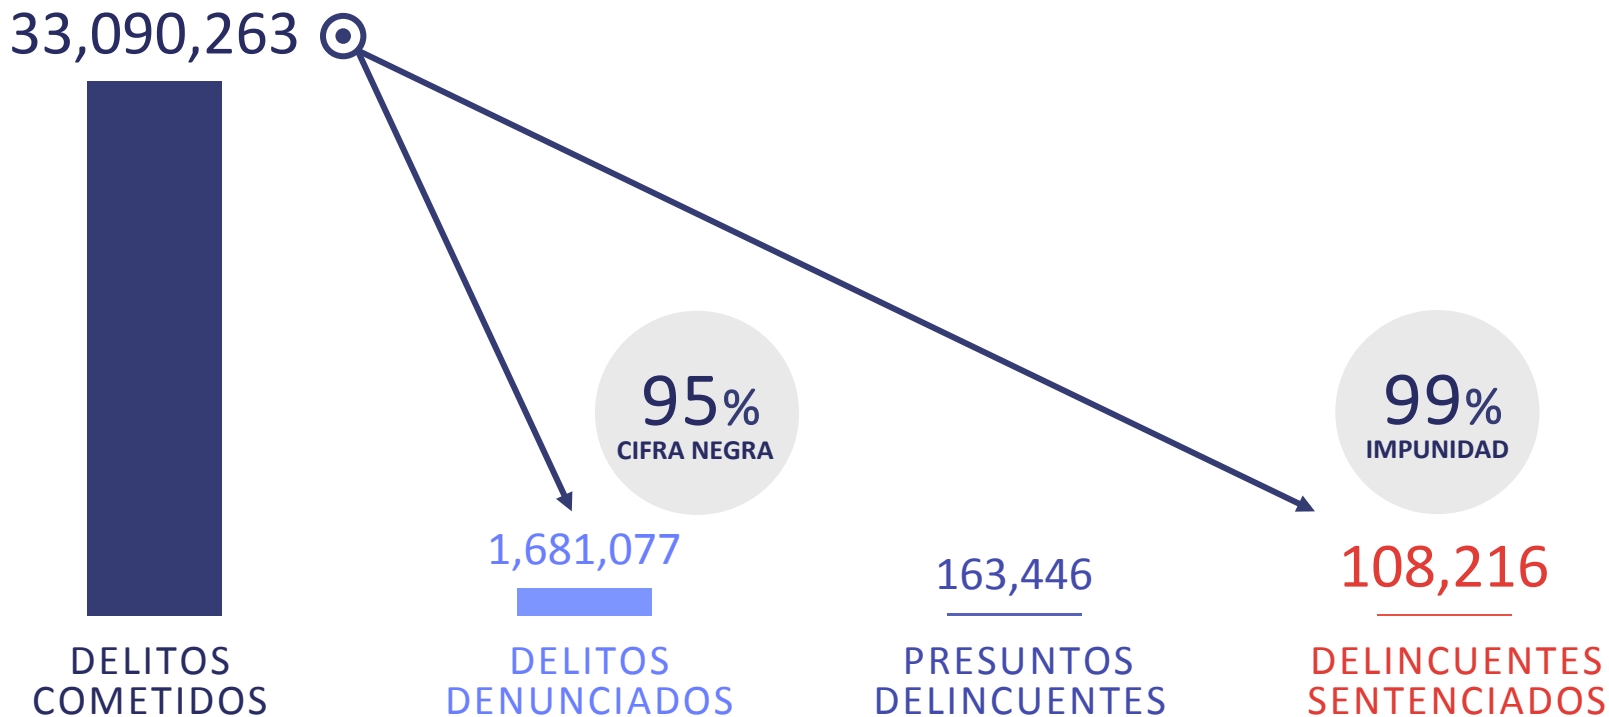 33,090,263
95%
CIFRA NEGRA
99%
IMPUNIDAD
1,681,077
163,446
108,216
DELITOS
COMETIDOS
DELITOS
DENUNCIADOS
PRESUNTOS
DELINCUENTES
DELINCUENTES
SENTENCIADOS